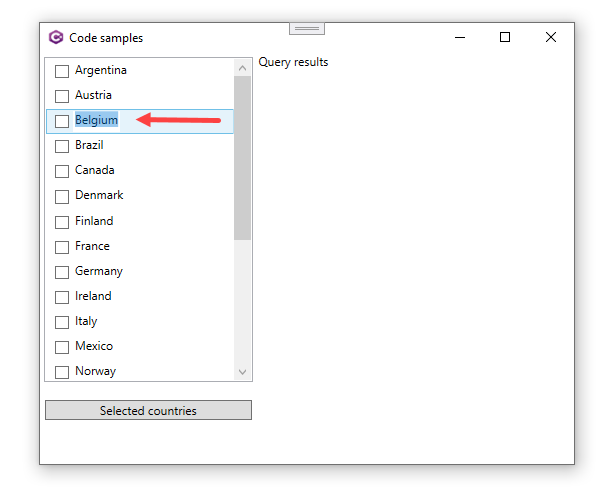 Code samples
Argentina
Austria
Belgium
Brazil
Canada
Denmark
Finland
France
Germany
Ireland
Italy
Mexico
Norway
Selected countries
Query results